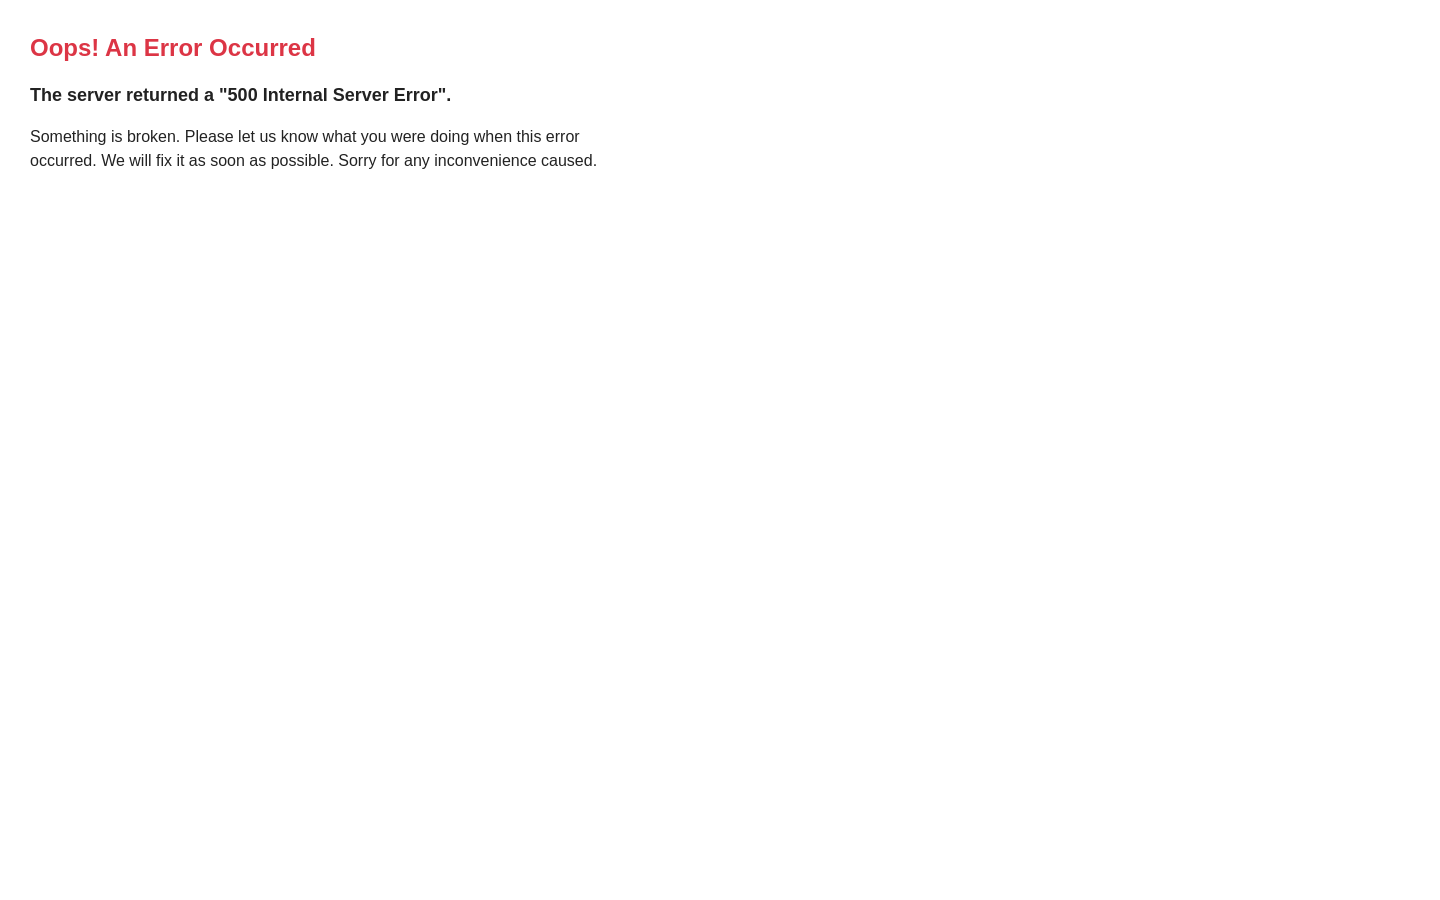 Oops! An Error Occurred
The server returned a "500 Internal Server Error".
Something is broken. Please let us know what you were doing when this error
occurred. We will fix it as soon as possible. Sorry for any inconvenience caused.